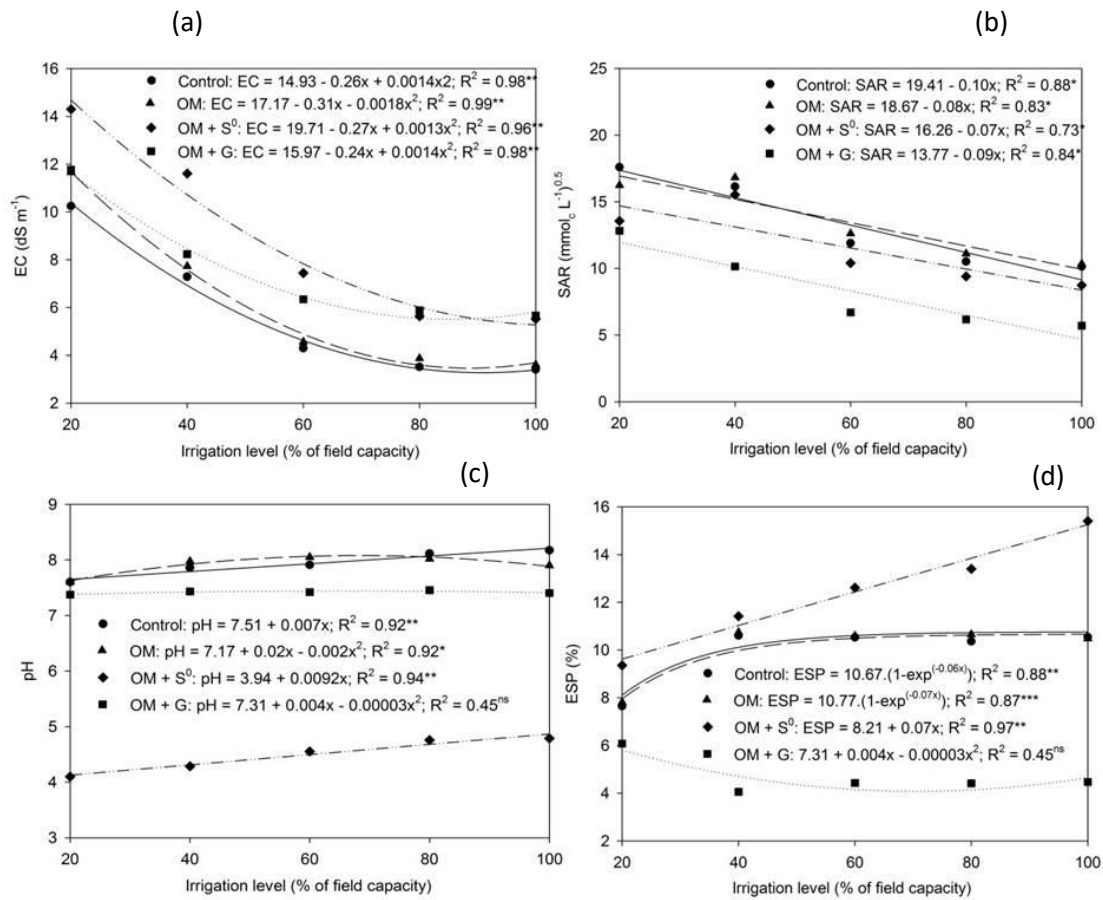 (a)
16
14
12
10
8
6
4
2
EC (dS m⁻¹)
Control: EC = 14.93 - 0.26x + 0.0014x2; R² = 0.98**
OM: EC = 17.17 - 0.31x - 0.0018x²; R² = 0.99**
OM + S⁰: EC = 19.71 - 0.27x + 0.0013x²; R² = 0.96**
OM + G: EC = 15.97 - 0.24x + 0.0014x²; R² = 0.98**
20 40 60 80 100
Irrigation level (% of field capacity)
(b)
25
20
15
10
5
0
SAR (mmol꜀ L⁻¹)⁰·⁵
Control: SAR = 19.41 - 0.10x; R² = 0.88*
OM: SAR = 18.67 - 0.08x; R² = 0.83*
OM + S⁰: SAR = 16.26 - 0.07x; R² = 0.73*
OM + G: SAR = 13.77 - 0.09x; R² = 0.84*
20 40 60 80 100
Irrigation level (% of field capacity)
(c)
9
8
7
6
5
4
3
pH
Control: pH = 7.51 + 0.007x; R² = 0.92**
OM: pH = 7.17 + 0.02x - 0.002x²; R² = 0.92*
OM + S⁰: pH = 3.94 + 0.0092x; R² = 0.94**
OM + G: pH = 7.31 + 0.004x - 0.00003x²; R² = 0.45ⁿˢ
20 40 60 80 100
Irrigation level (% of field capacity)
(d)
16
14
12
10
8
6
4
2
ESP (%)
Control: ESP = 10.67.(1-exp⁽⁻⁰·⁰⁶ˣ⁾); R² = 0.88**
OM: ESP = 10.77.(1-exp⁽⁻⁰·⁰⁷ˣ⁾); R² = 0.87***
OM + S⁰: ESP = 8.21 + 0.07x; R² = 0.97**
OM + G: 7.31 + 0.004x - 0.00003x²; R² = 0.45ⁿˢ
20 40 60 80 100
Irrigation level (% of field capacity)